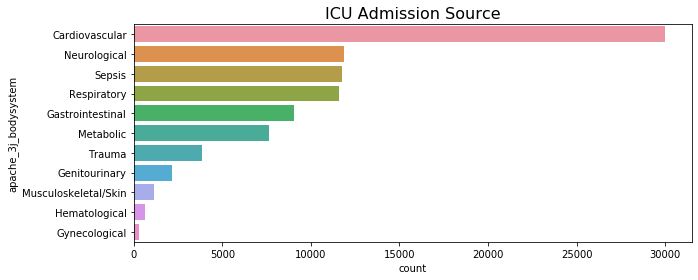 ICU Admission Source
apache_3j_bodysystem
Cardiovascular
Neurological
Sepsis
Respiratory
Gastrointestinal
Metabolic
Trauma
Genitourinary
Musculoskeletal/Skin
Hematological
Gynecological
0 5000 10000 15000 20000 25000 30000
count